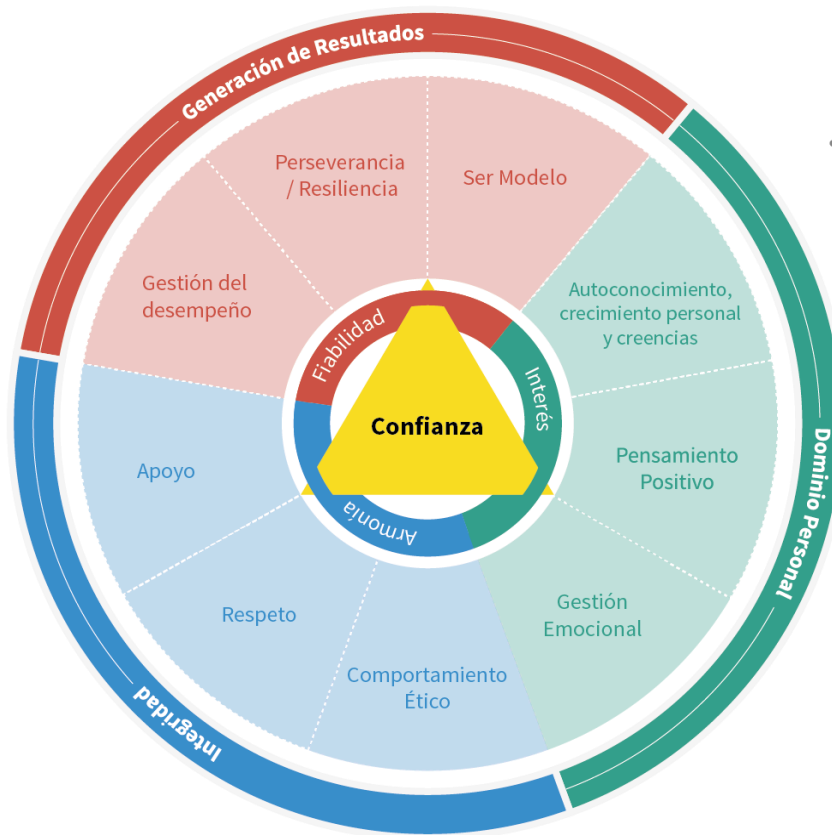 Generación de Resultados
Perseverancia
/ Resiliencia
Ser Modelo
Gestión del
desempeño
Autoconocimiento,
crecimiento personal
y creencias
Fiabilidad
Interés
Confianza
Armonía
Apoyo
Pensamiento
Positivo
Dominio Personal
Respeto
Gestión
Emocional
Comportamiento
Ético
Integridad